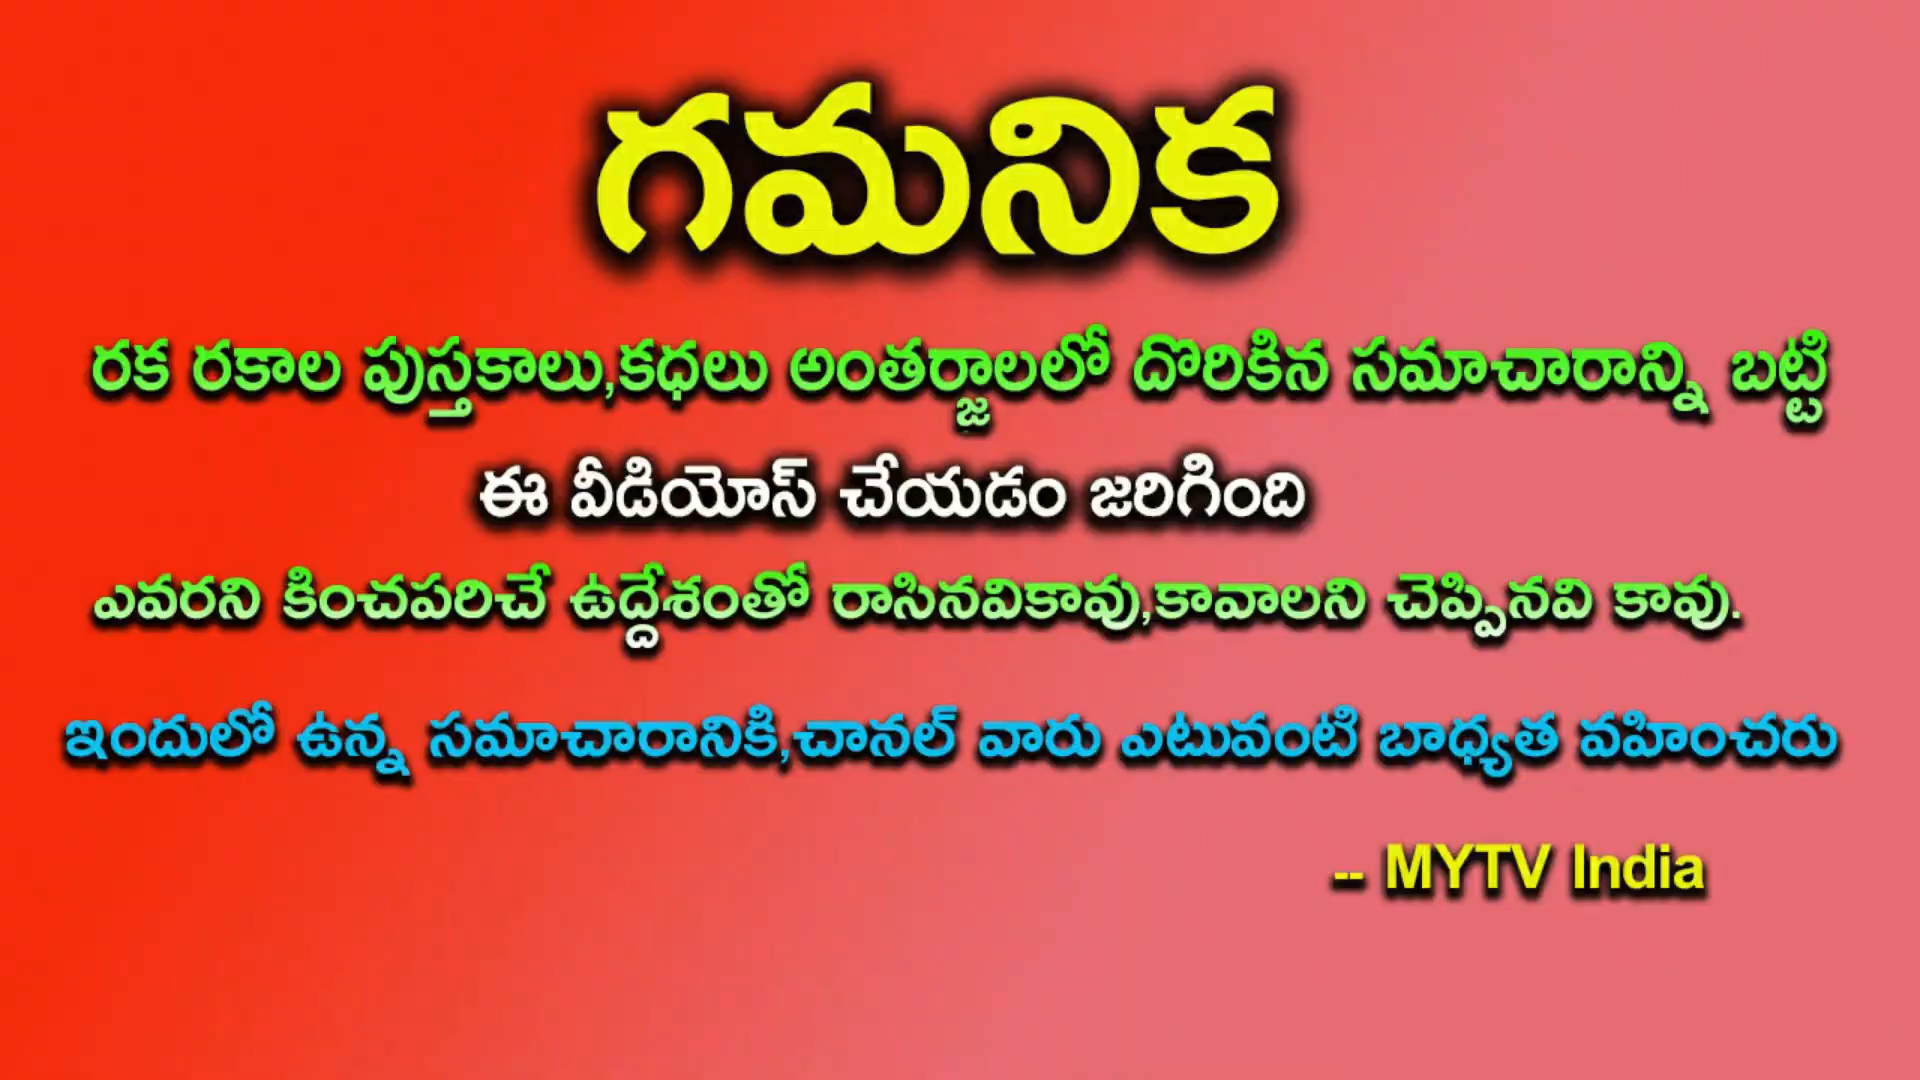 గమనిక
రక రకాల పుస్తకాలు,కథలు అంతర్జాలలో దొరికిన సమాచారాన్ని బట్టి
ఈ వీడియోస్ చేయడం జరిగింది
ఎవరని కించపరిచే ఉద్దేశంతో రాసినవికావు,కావాలని చెప్పినవి కావు.
ఇందులో ఉన్న సమాచారానికి,చానల్ వారు ఎటువంటి బాధ్యత వహించరు
-- MYTV India